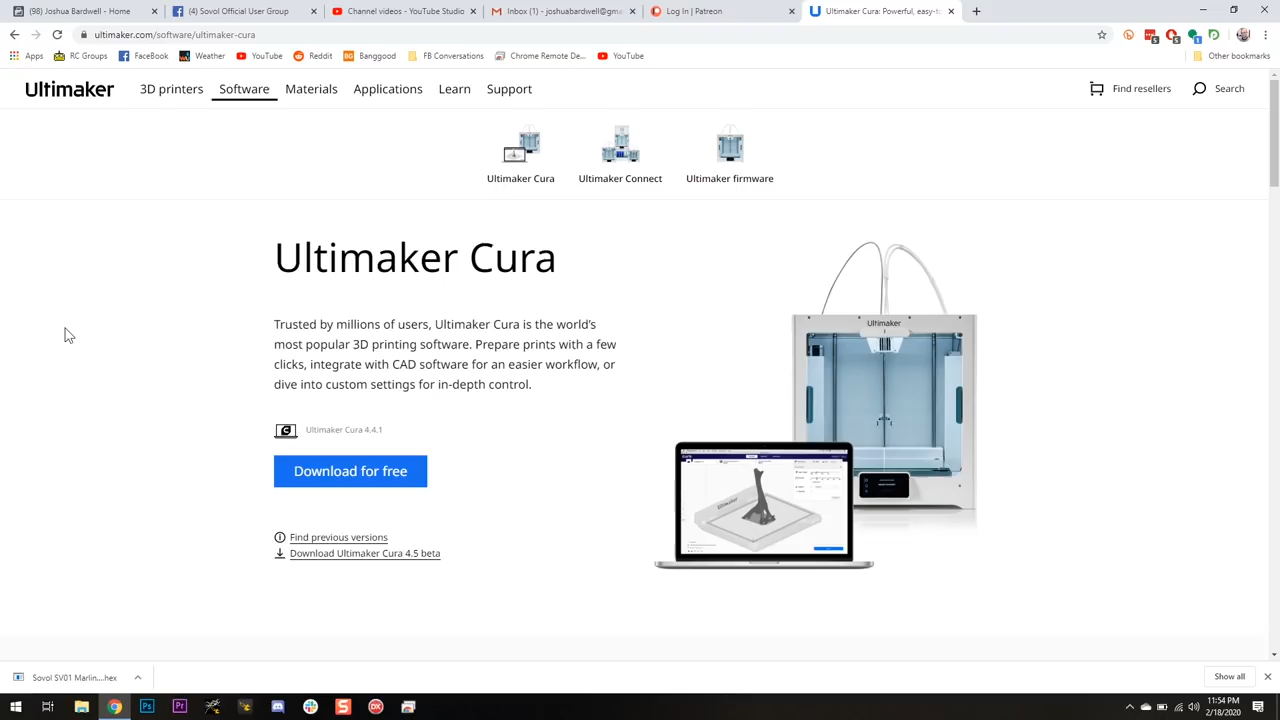 (98) Joshua Bardwell - Home
(4) Sovol Official User Group
Channel videos - YouTube Studio
Inbox (1) - joshuabardwell@gma
Log In | Patreon
Ultimaker Cura: Powerful, easy-to
ultimaker.com/software/ultimaker-cura
Apps
RC Groups
FaceBook
Weather
YouTube
Reddit
Banggood
FB Conversations
Chrome Remote De...
YouTube
Other bookmarks
Ultimaker
3D printers
Software
Materials
Applications
Learn
Support
Find resellers
Search
Ultimaker Cura
Ultimaker Connect
Ultimaker firmware
Ultimaker Cura
Trusted by millions of users, Ultimaker Cura is the world's
most popular 3D printing software. Prepare prints with a few
clicks, integrate with CAD software for an easier workflow, or
dive into custom settings for in-depth control.
Ultimaker Cura 4.4.1
Download for free
Find previous versions
Download Ultimaker Cura 4.5 beta
Ultimaker
Sovol SV01 Marlin....hex
Show all
11:54 PM
2/18/2020